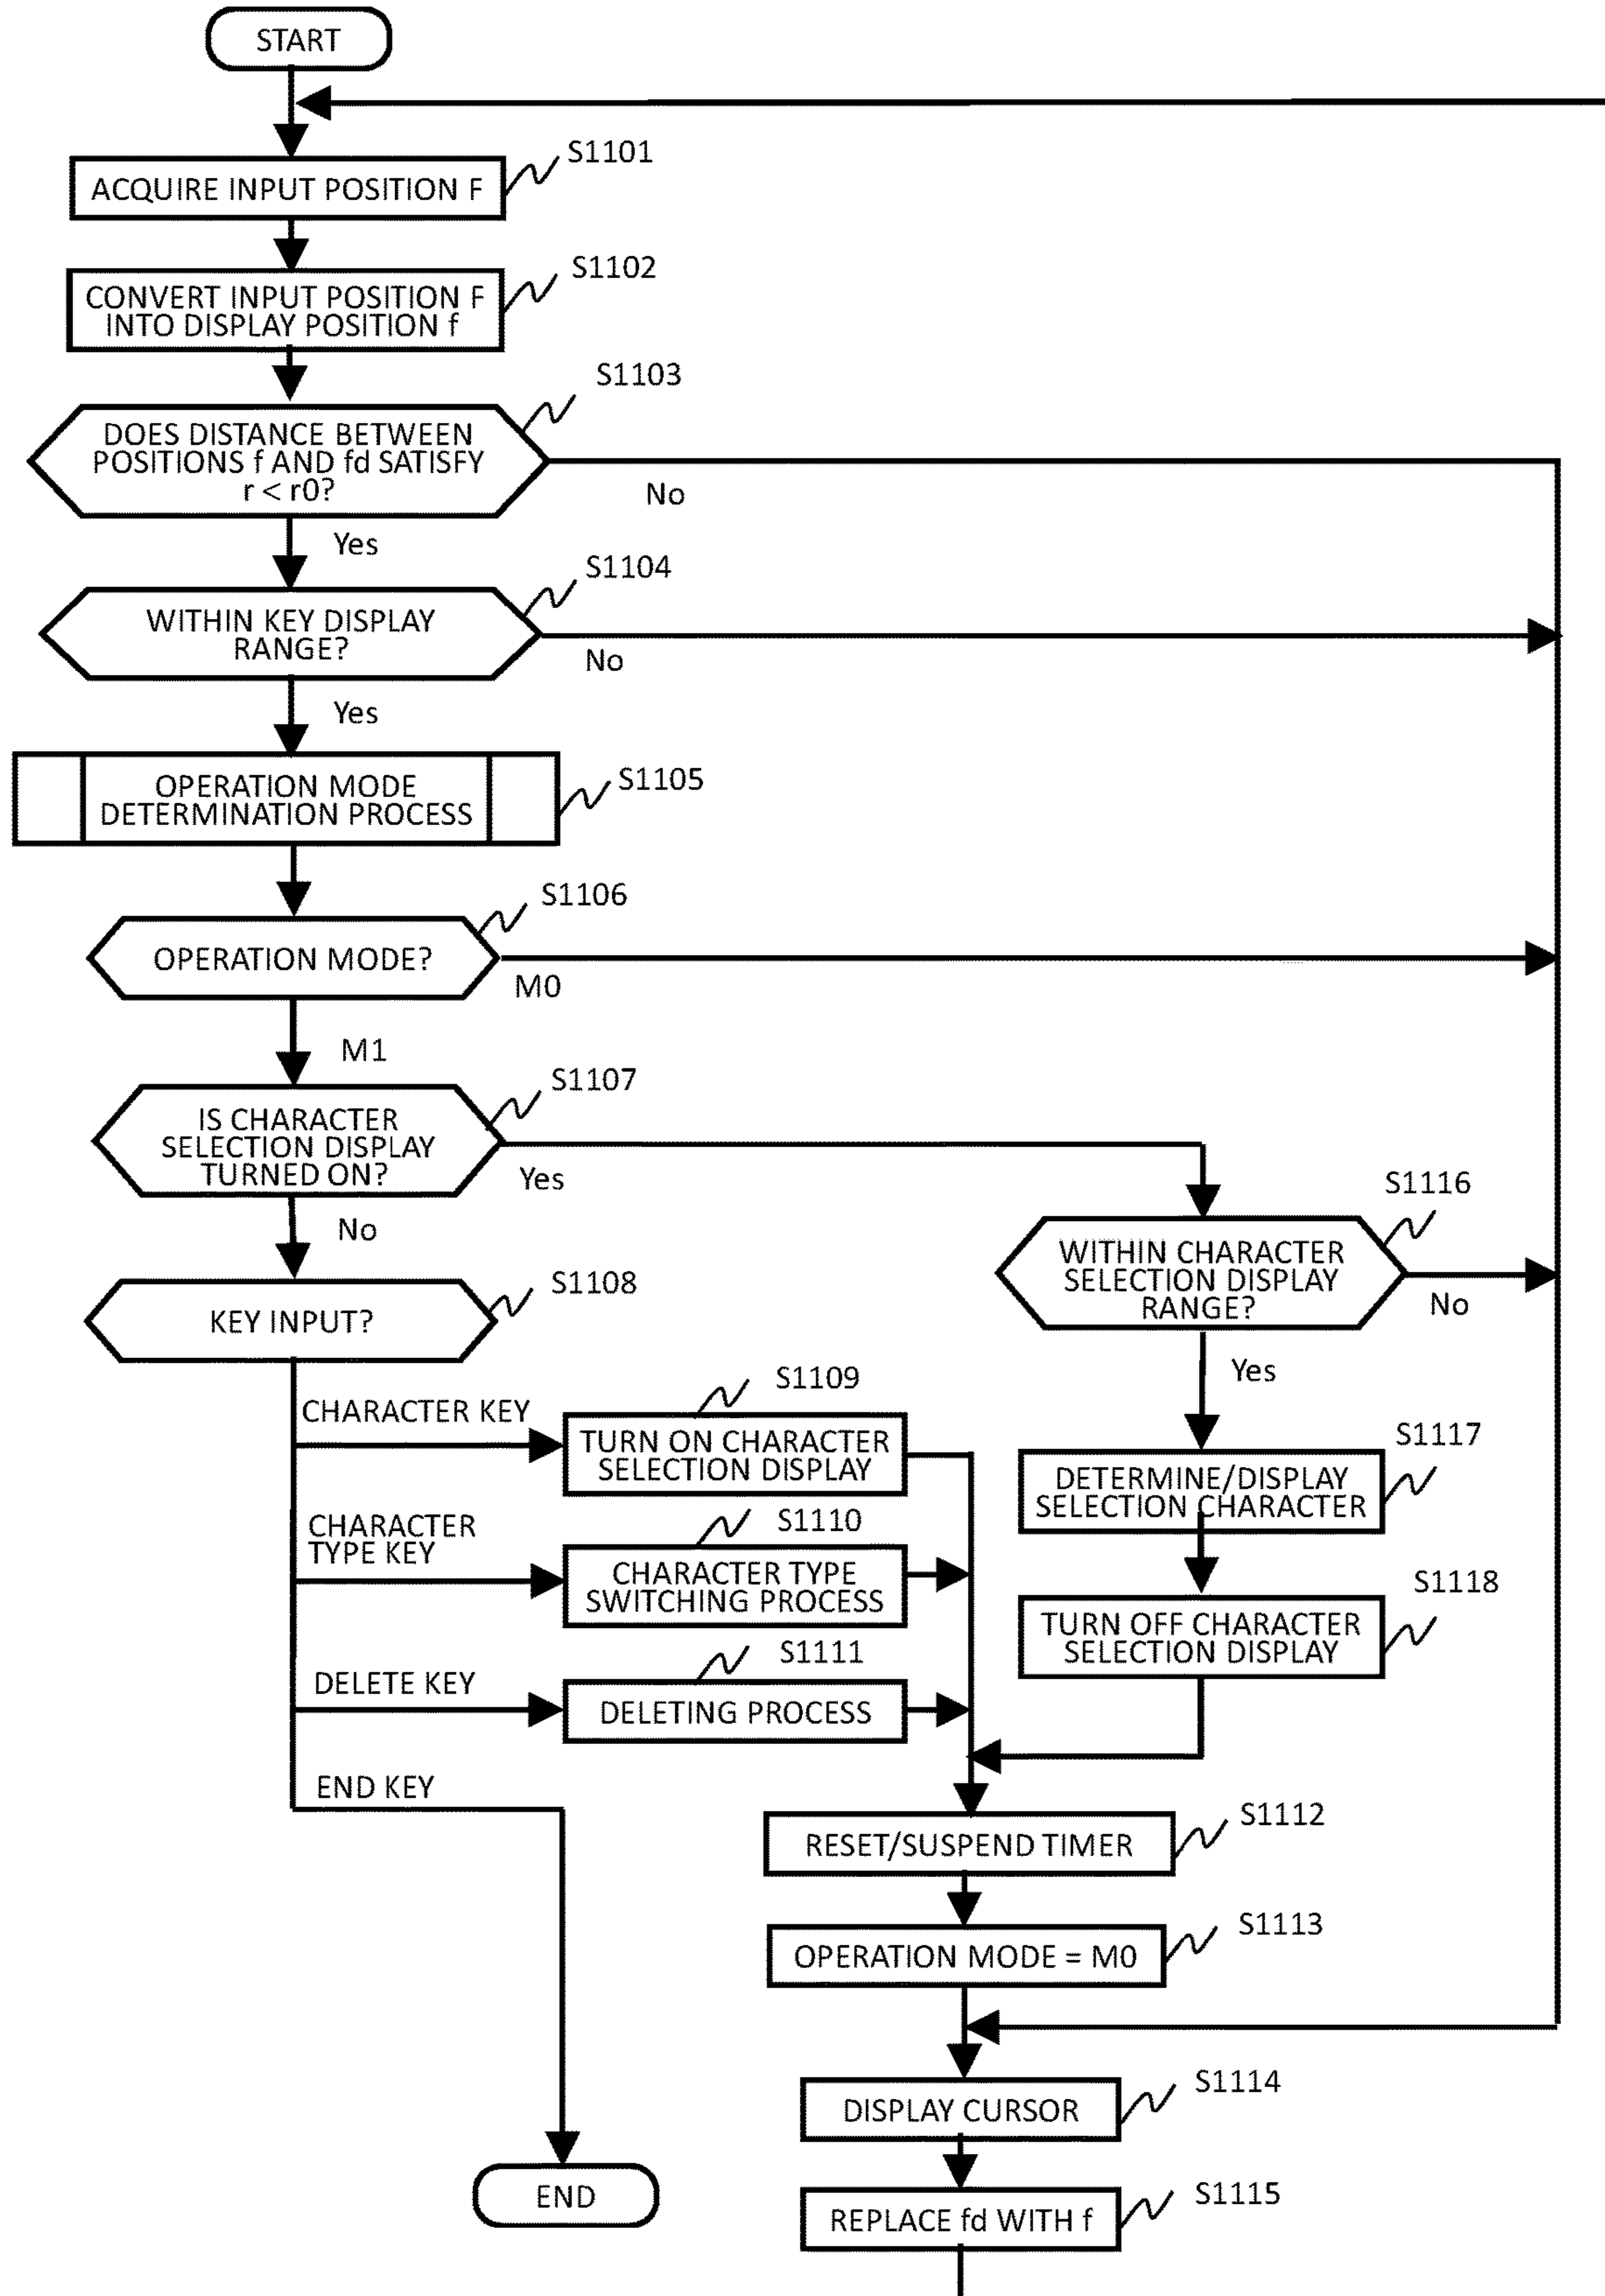 START
S1101
ACQUIRE INPUT POSITION F
S1102
CONVERT INPUT POSITION F
INTO DISPLAY POSITION f
S1103
DOES DISTANCE BETWEEN
POSITIONS f AND fd SATISFY
r < r0?
No
Yes
S1104
WITHIN KEY DISPLAY
RANGE?
No
Yes
S1105
OPERATION MODE
DETERMINATION PROCESS
S1106
OPERATION MODE?
M0
M1
S1107
IS CHARACTER
SELECTION DISPLAY
TURNED ON?
Yes
No
S1116
WITHIN CHARACTER
SELECTION DISPLAY
RANGE?
No
Yes
S1108
KEY INPUT?
S1109
CHARACTER KEY
TURN ON CHARACTER
SELECTION DISPLAY
S1117
DETERMINE/DISPLAY
SELECTION CHARACTER
S1110
CHARACTER
TYPE KEY
CHARACTER TYPE
SWITCHING PROCESS
S1118
TURN OFF CHARACTER
SELECTION DISPLAY
S1111
DELETE KEY
DELETING PROCESS
END KEY
S1112
RESET/SUSPEND TIMER
S1113
OPERATION MODE = M0
S1114
DISPLAY CURSOR
END
S1115
REPLACE fd WITH f